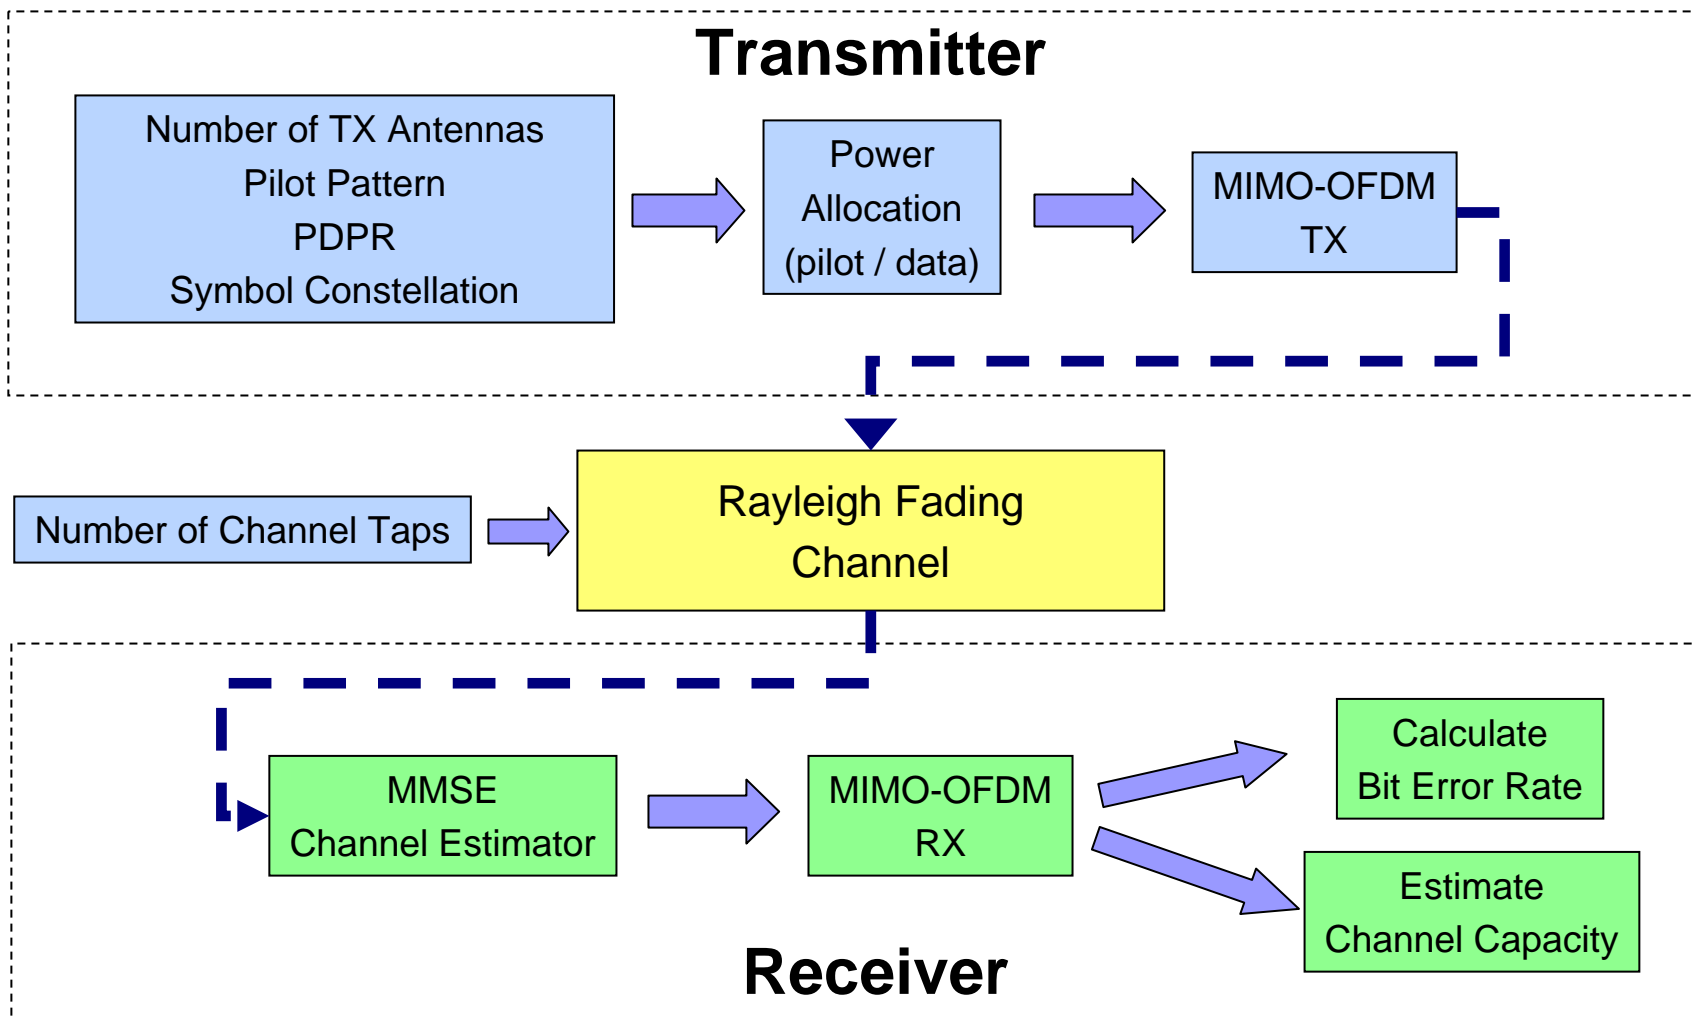 Transmitter
Number of TX Antennas
Pilot Pattern
PDPR
Symbol Constellation
Power
Allocation
(pilot / data)
MIMO-OFDM
TX
Number of Channel Taps
Rayleigh Fading
Channel
MMSE
Channel Estimator
MIMO-OFDM
RX
Calculate
Bit Error Rate
Estimate
Channel Capacity
Receiver